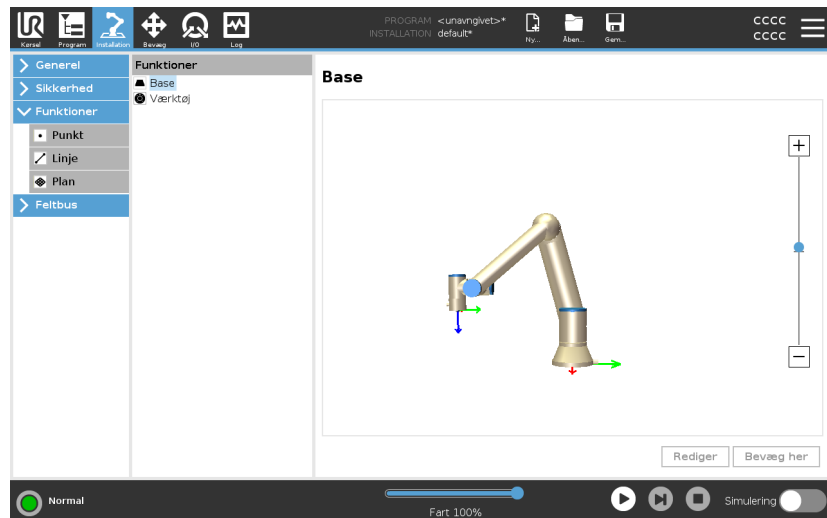 UR
PROGRAM <unavngivet>*
INSTALLATION default*
cccc
cccc
Kørsel Program Installation Bevæg I/O Log Ny... Åben... Gem...
Generel
Sikkerhed
Funktioner
Punkt
Linje
Plan
Feltbus
Funktioner
Base
Værktøj
Base
+
−
Rediger Bevæg her
Normal
Fart 100%
Simulering